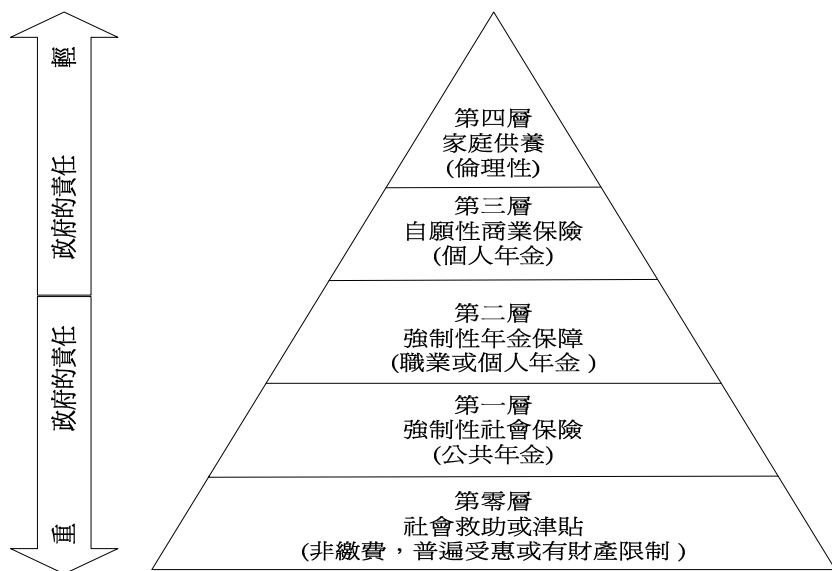 輕
政府的責任
政府的責任
重
第四層
家庭供養
(倫理性)
第三層
自願性商業保險
(個人年金)
第二層
強制性年金保障
(職業或個人年金)
第一層
強制性社會保險
(公共年金)
第零層
社會救助或津貼
(非繳費，普遍受惠或有財產限制)